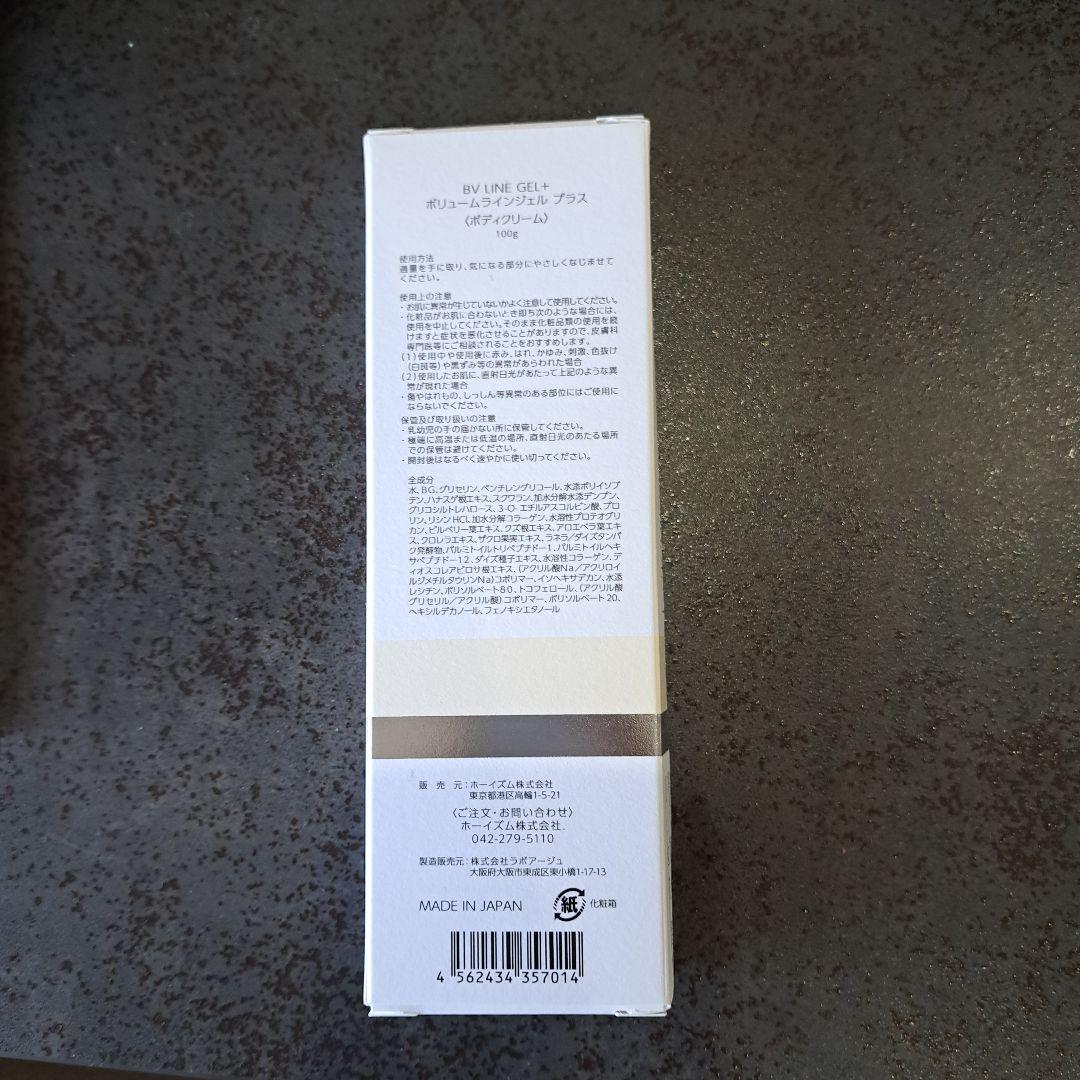 BV LINE GEL+
ボリュームラインジェル プラス
〈ボディクリーム〉
100g
使用方法
適量を手に取り、気になる部分にやさしくなじませて
ください。
使用上の注意
・お肌に異常が生じていないかよく注意して使用してください。
・化粧品がお肌に合わないとき即ち次のような場合には、
使用を中止してください。そのまま化粧品類の使用を続
けますと症状を悪化させることがありますので、皮膚科
専門医等にご相談されることをおすすめします。
(1)使用中や使用後に赤み、はれ、かゆみ、刺激、色抜け
(白斑等)や黒ずみ等の異常があらわれた場合
(2)使用したお肌に、直射日光があたって上記のような異
常が現れた場合
・傷やはれもの、しっしん等異常のある部位にはご使用に
ならないでください。
保管及び取り扱いの注意
・乳幼児の手の届かない所に保管してください。
・極端に高温または低温の場所、直射日光のあたる場所
での保管は避けてください。
・開封後はなるべく速やかに使い切ってください。
全成分
水、BG、グリセリン、ペンチレングリコール、水添ポリイソブ
テン、ハナスゲ根エキス、スクワラン、加水分解水添デンプン、
グリコシルトレハロース、3-O-エチルアスコルビン酸、プロ
リン、リシンHCl、加水分解コラーゲン、水溶性プロテオグリ
カン、ビルベリー葉エキス、クズ根エキス、アロエベラ葉エキ
ス、クロレラエキス、ザクロ果実エキス、ラネラ/ダイズタンパ
ク発酵物、パルミトイルトリペプチド-1、パルミトイルヘキ
サペプチド-12、ダイズ種子エキス、水溶性コラーゲン、デ
ィオスコレアビロサ根エキス、(アクリル酸Na/アクリロイ
ルジメチルタウリンNa)コポリマー、イソヘキサデカン、水添
レシチン、ポリソルベート80、トコフェロール、(アクリル酸
グリセリル/アクリル酸)コポリマー、ポリソルベート20、
ヘキシルデカノール、フェノキシエタノール
販 売 元:ホーイズム株式会社
東京都港区高輪1-5-21
〈ご注文・お問い合わせ〉
ホーイズム株式会社.
042-279-5110
製造販売元:株式会社ラボアージュ
大阪府大阪市東成区東小橋1-17-13
MADE IN JAPAN 紙 化粧箱
4 562434 357014